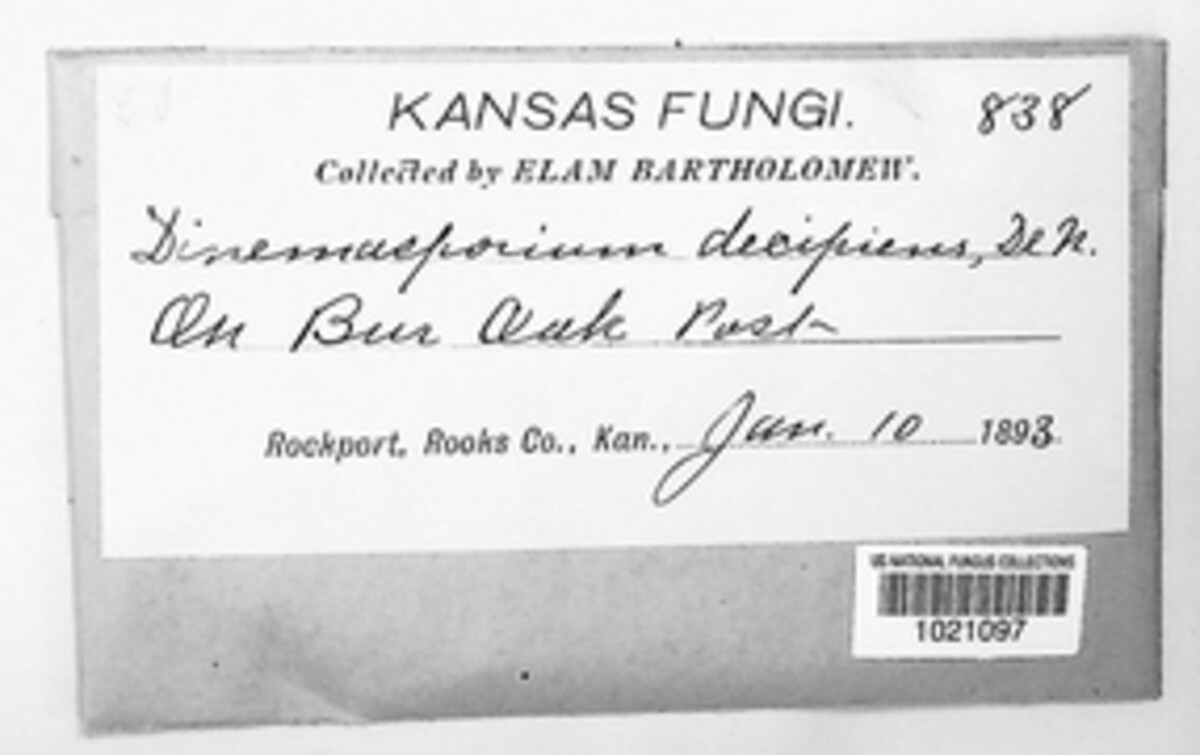 KANSAS FUNGI. 838
Collected by ELAM BARTHOLOMEW.
Dinemasporium decipiens, De N.
On Bur Oak Post
Rockport, Rooks Co., Kan., Jan. 10 1893.
US NATIONAL FUNGUS COLLECTIONS
1021097